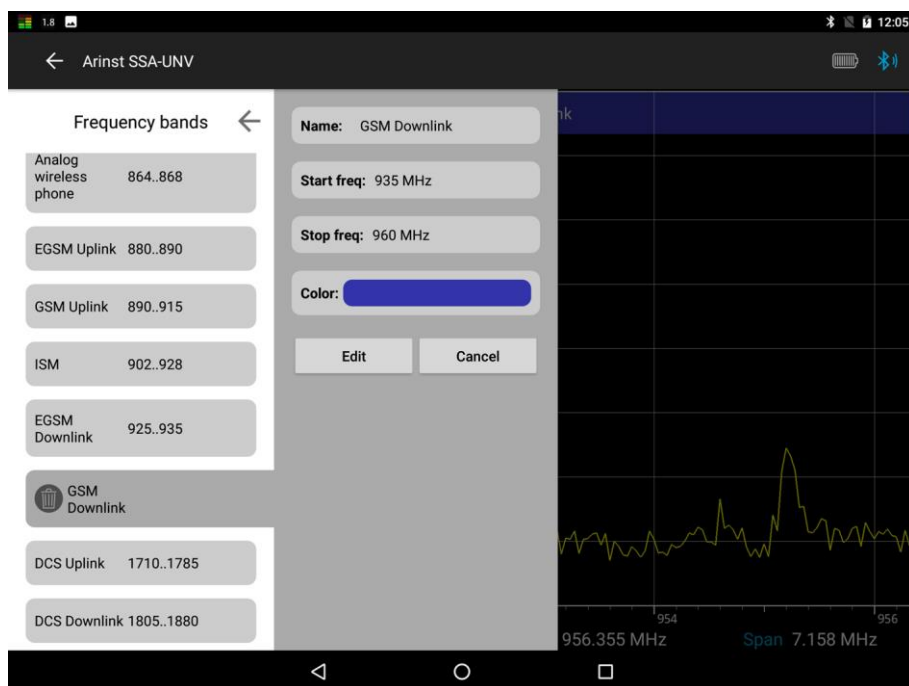 1.8
12:05
Arinst SSA-UNV
Frequency bands
Analog
wireless
phone
864..868
EGSM Uplink 880..890
GSM Uplink 890..915
ISM 902..928
EGSM
Downlink
925..935
GSM
Downlink
DCS Uplink 1710..1785
DCS Downlink 1805..1880
Name: GSM Downlink
Start freq: 935 MHz
Stop freq: 960 MHz
Color:
Edit
Cancel
nk
954
956
956.355 MHz
Span 7.158 MHz